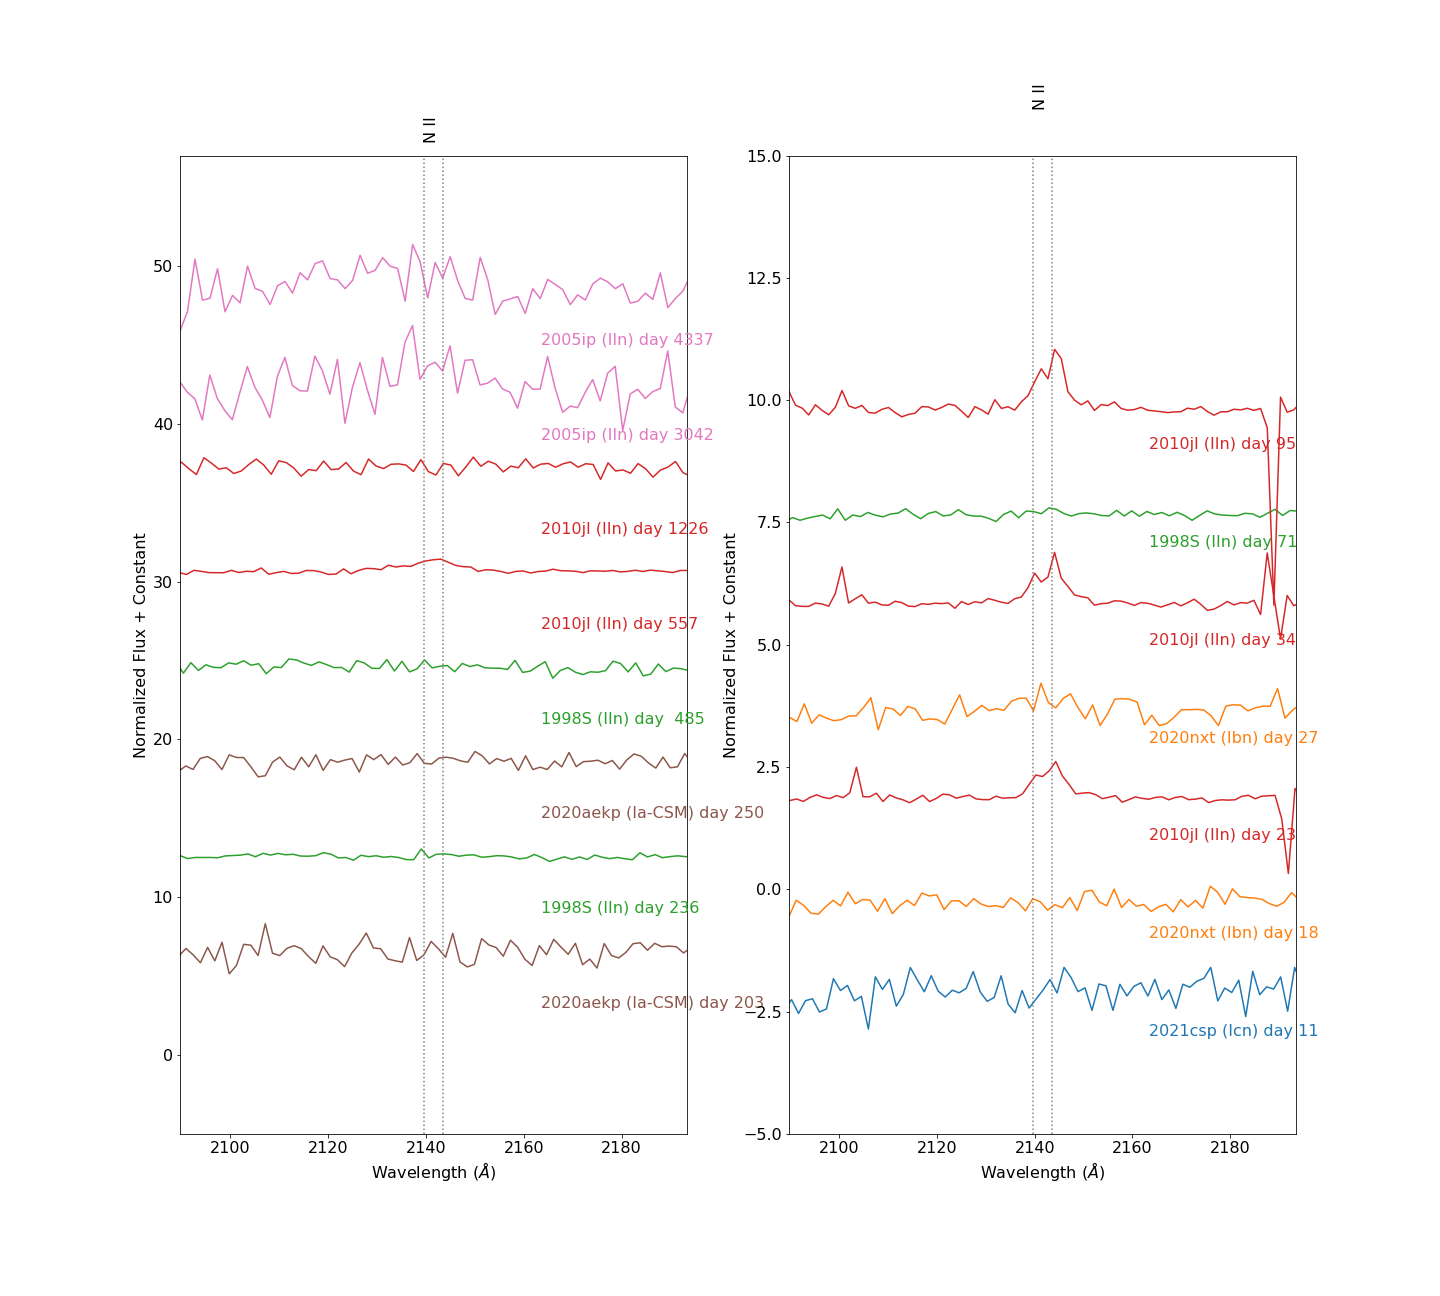 N II
50
40
30
20
10
0
2100 2120 2140 2160 2180
Wavelength (Å)
Normalized Flux + Constant
2005ip (IIn) day 4337
2005ip (IIn) day 3042
2010jl (IIn) day 1226
2010jl (IIn) day 557
1998S (IIn) day  485
2020aekp (Ia-CSM) day 250
1998S (IIn) day 236
2020aekp (Ia-CSM) day 203
N II
15.0
12.5
10.0
7.5
5.0
2.5
0.0
−2.5
−5.0
2100 2120 2140 2160 2180
Wavelength (Å)
Normalized Flux + Constant
2010jl (IIn) day 95
1998S (IIn) day 71
2010jl (IIn) day 34
2020nxt (Ibn) day 27
2010jl (IIn) day 23
2020nxt (Ibn) day 18
2021csp (Icn) day 11